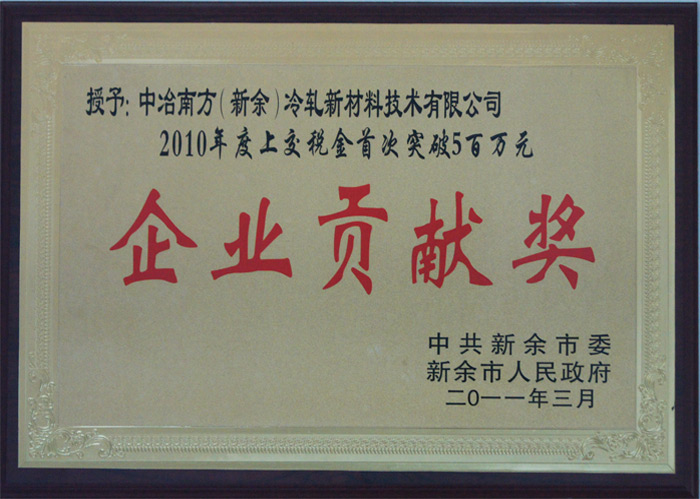 授予：中冶南方（新余）冷轧新材料技术有限公司
2010年度上交税金首次突破5百万元
企业贡献奖
中共新余市委
新余市人民政府
二〇一一年三月